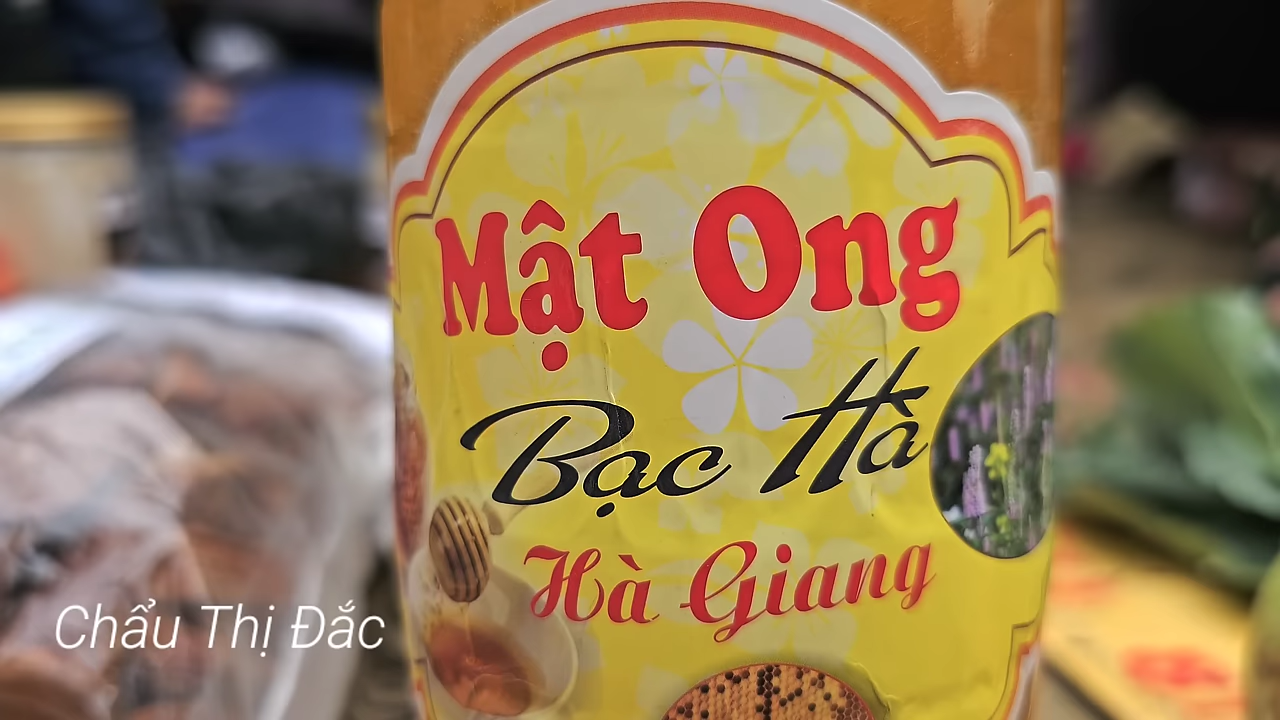 Mật Ong
Bạc Hà
Hà Giang
Chẩu Thị Đắc